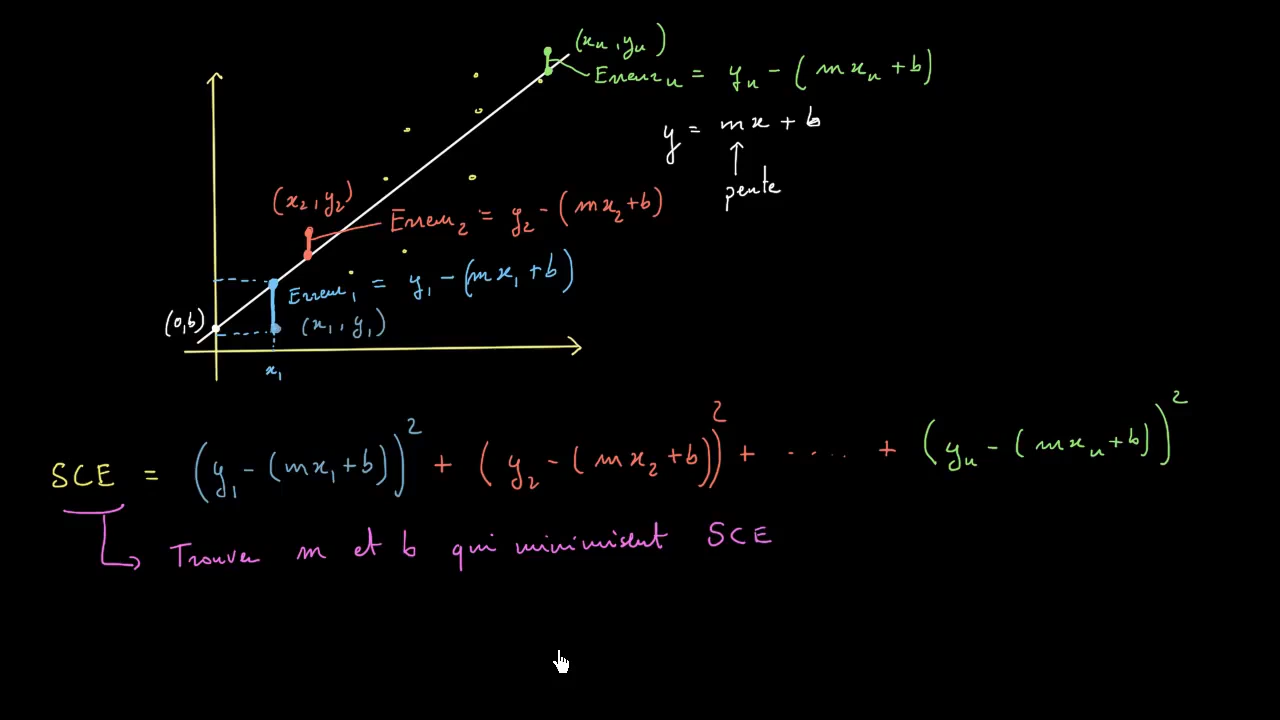 (xₙ, yₙ)
Erreurₙ = yₙ - (mxₙ + b)
y = mx + b
pente
(x₂, y₂)
Erreur₂ = y₂ - (mx₂ + b)
Erreur₁ = y₁ - (mx₁ + b)
(0,b)
(x₁, y₁)
x₁
SCE = (y₁ - (mx₁ + b))² + (y₂ - (mx₂ + b))² + ..... + (yₙ - (mxₙ + b))²
Trouver m et b qui minimisent SCE